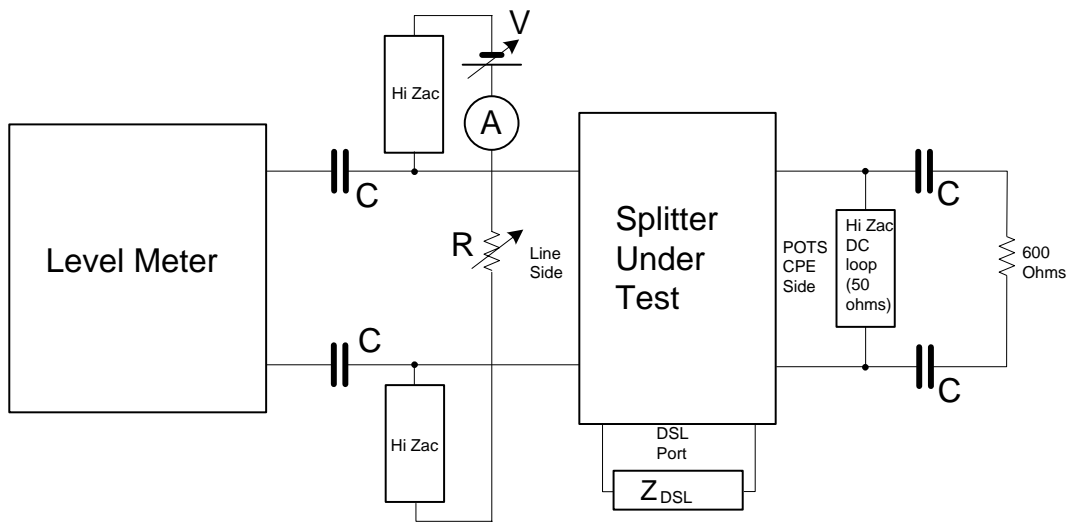 V
Hi Zac
A
C
C
Level Meter
R
Line
Side
Splitter
Under
Test
POTS
CPE
Side
Hi Zac
DC
loop
(50
ohms)
600
Ohms
C
C
Hi Zac
DSL
Port
ZDSL